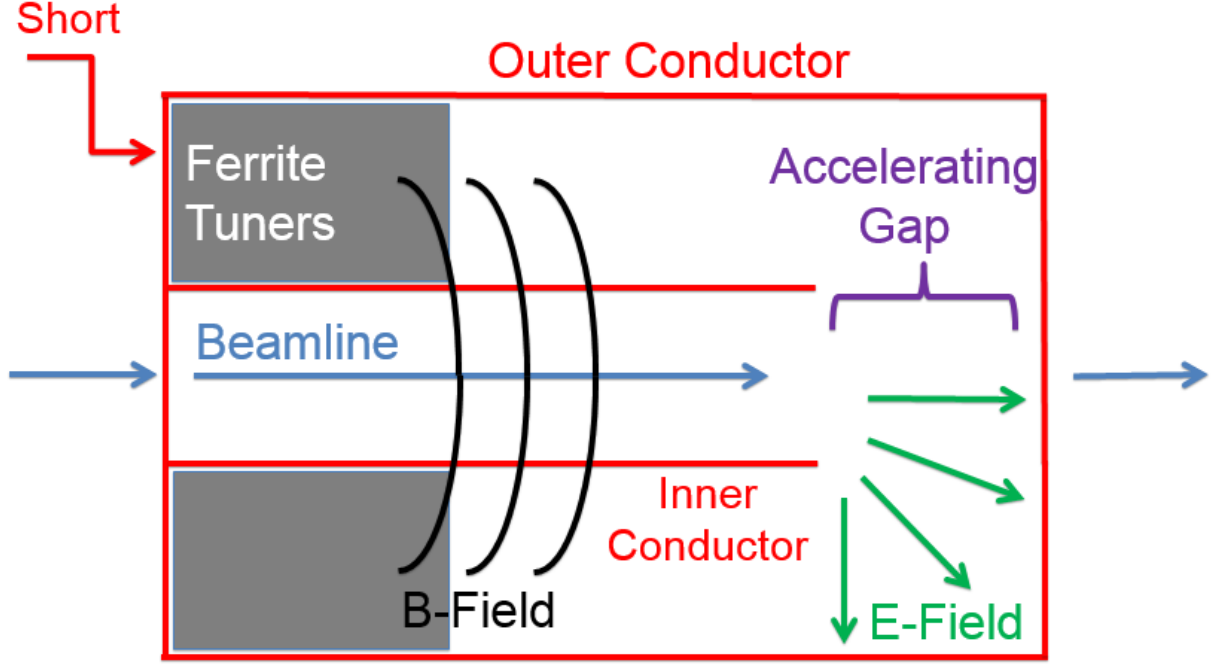 Short
Outer Conductor
Ferrite
Tuners
Accelerating
Gap
Beamline
Inner
Conductor
B-Field
E-Field